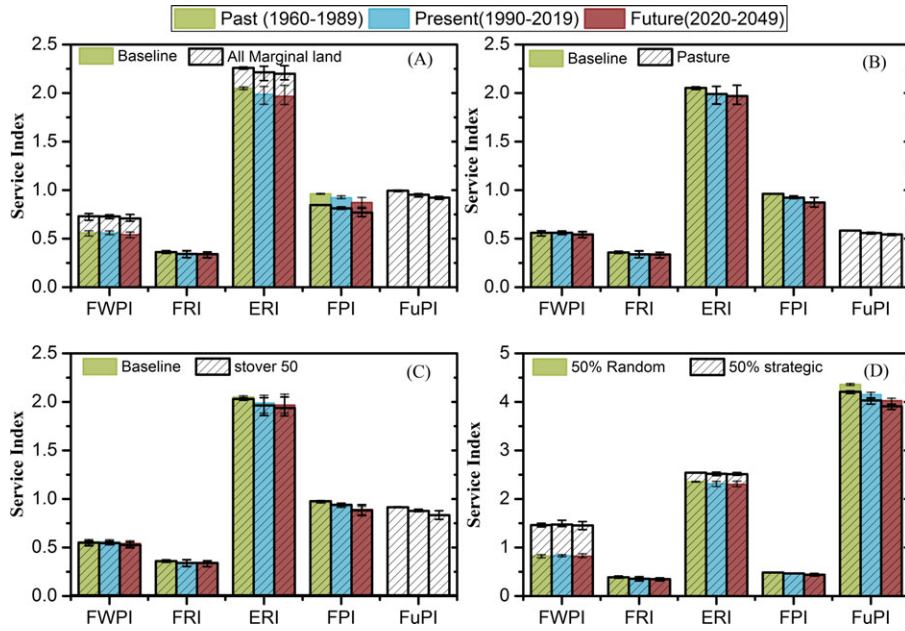 Past (1960-1989) Present(1990-2019) Future(2020-2049)
Baseline All Marginal land (A)
Service Index
2.5
2.0
1.5
1.0
0.5
0.0
FWPI FRI ERI FPI FuPI
Baseline Pasture (B)
Service Index
2.5
2.0
1.5
1.0
0.5
0.0
FWPI FRI ERI FPI FuPI
Baseline stover 50 (C)
Service Index
2.5
2.0
1.5
1.0
0.5
0.0
FWPI FRI ERI FPI FuPI
50% Random 50% strategic (D)
Service Index
5
4
3
2
1
0
FWPI FRI ERI FPI FuPI